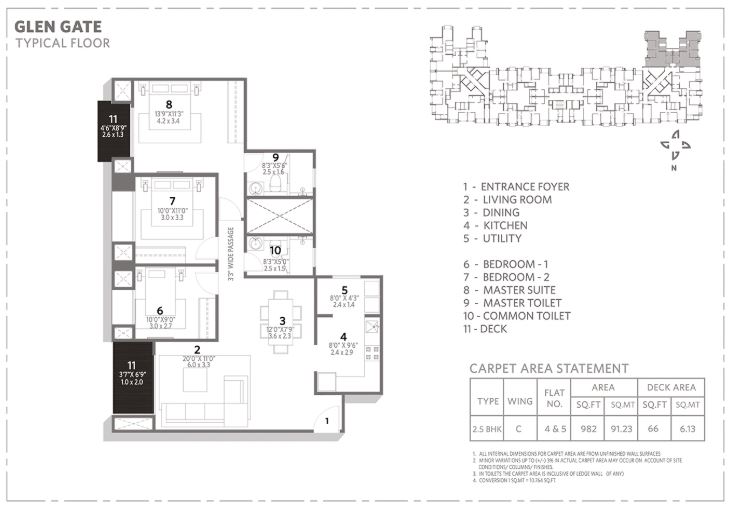 GLEN GATE
TYPICAL FLOOR
8
13'9"X11'3"
4.2 x 3.4
11
4'6"X8'9"
2.6 x 1.3
9
8'3"X5'6"
2.5 x 1.6
7
10'0"X11'0"
3.0 x 3.3
3'3" WIDE PASSAGE
10
8'3"X5'0"
2.5 x 1.5
6
10'0"X9'0"
3.0 x 2.7
5
8'0" X 4'3"
2.4 x 1.4
3
12'0"X7'9"
3.6 x 2.3
4
8'0" X 9'6"
2.4 x 2.9
2
20'0" X 11'0"
6.0 x 3.3
11
3'7"X 6'9"
1.0 x 2.0
1
N
1 - ENTRANCE FOYER
2 - LIVING ROOM
3 - DINING
4 - KITCHEN
5 - UTILITY
6 - BEDROOM - 1
7 - BEDROOM - 2
8 - MASTER SUITE
9 - MASTER TOILET
10 - COMMON TOILET
11 - DECK
CARPET AREA STATEMENT
TYPE WING FLAT NO. AREA DECK AREA
SQ.FT SQ.MT SQ.FT SQ.MT
2.5 BHK C 4 & 5 982 91.23 66 6.13
1. ALL INTERNAL DIMENSIONS FOR CARPET AREA ARE FROM UNFINISHED WALL SURFACES.
2. MINOR VARIATIONS UP TO (+/-) 3% IN ACTUAL CARPET AREA MAY OCCUR ON ACCOUNT OF SITE
CONDITIONS/ COLUMNS/ FINISHES.
3. IN TOILETS THE CARPET AREA IS INCLUSIVE OF LEDGE WALL (IF ANY)
4. CONVERSION 1 SQ.MT = 10.764 SQ.FT.